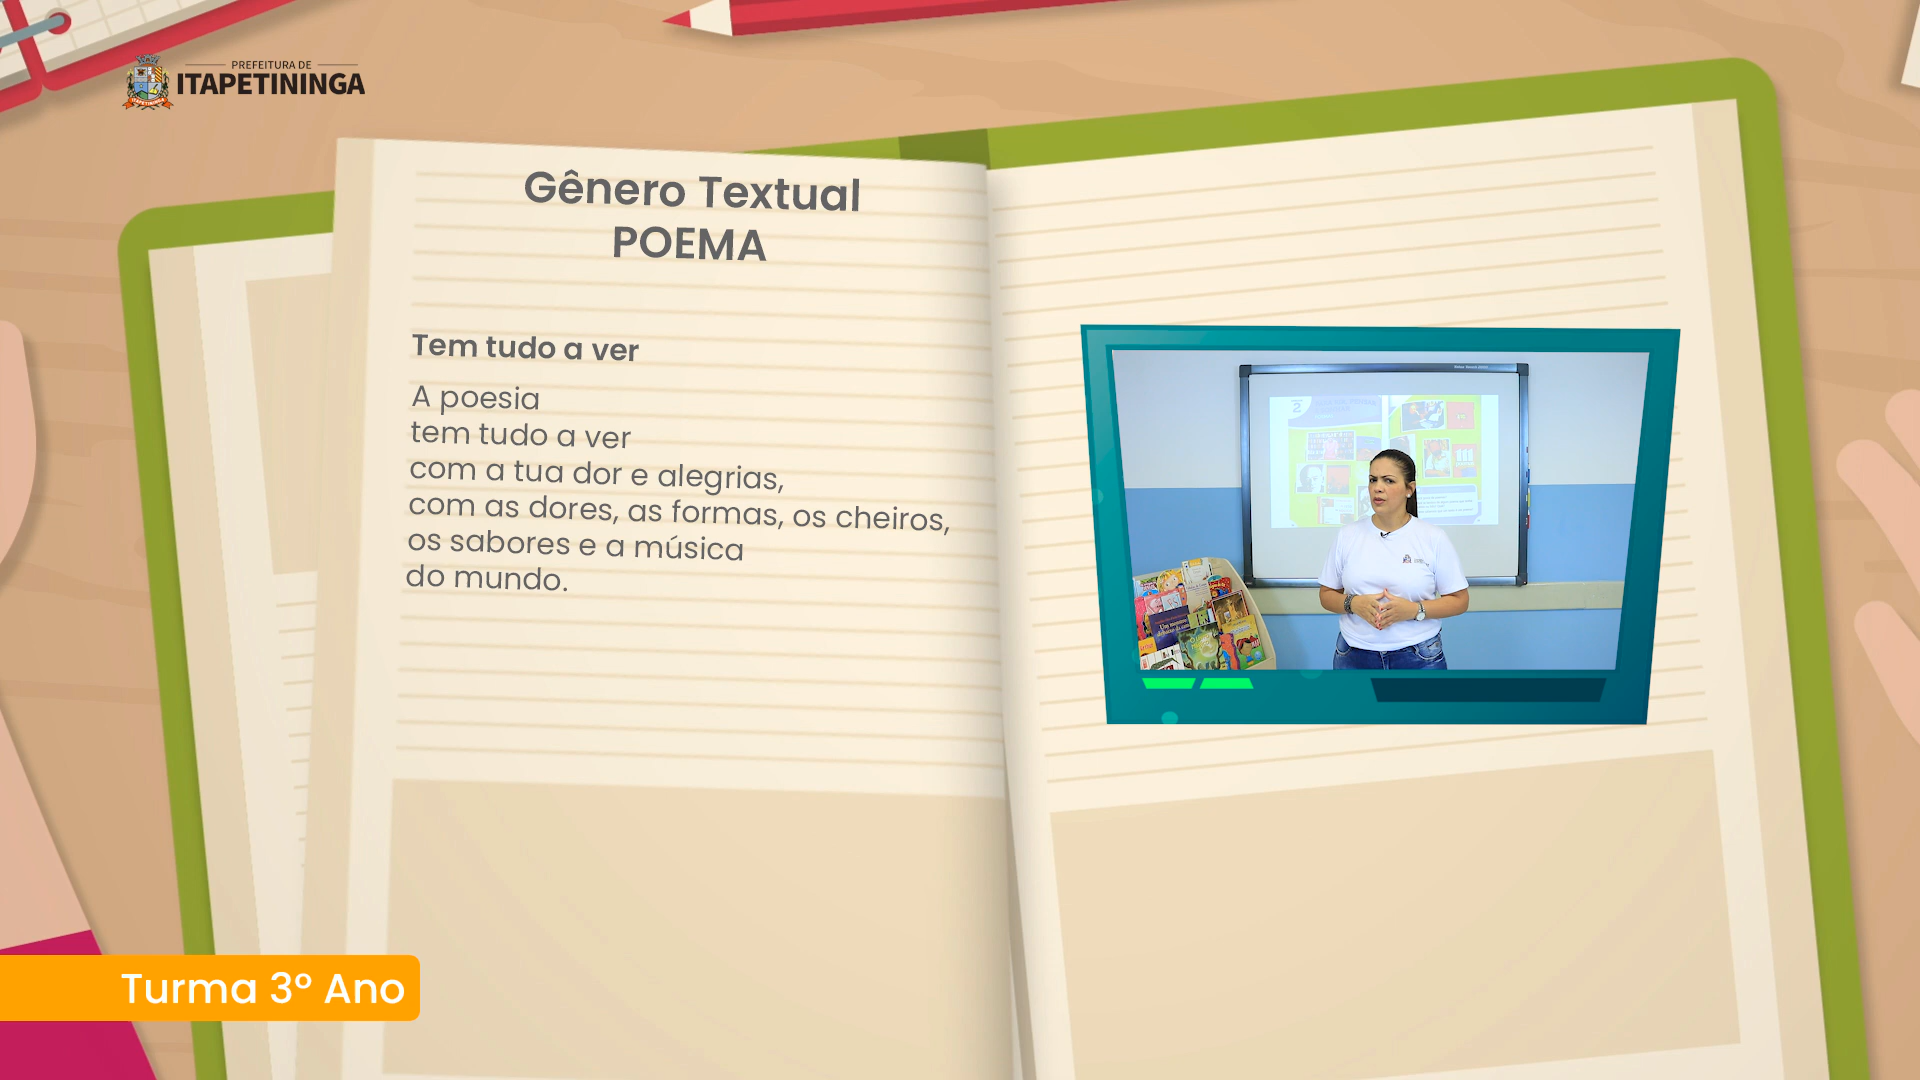 PREFEITURA DE
ITAPETININGA
Gênero Textual
POEMA
Tem tudo a ver
A poesia
tem tudo a ver
com a tua dor e alegrias,
com as dores, as formas, os cheiros,
os sabores e a música
do mundo.
2
Turma 3º Ano